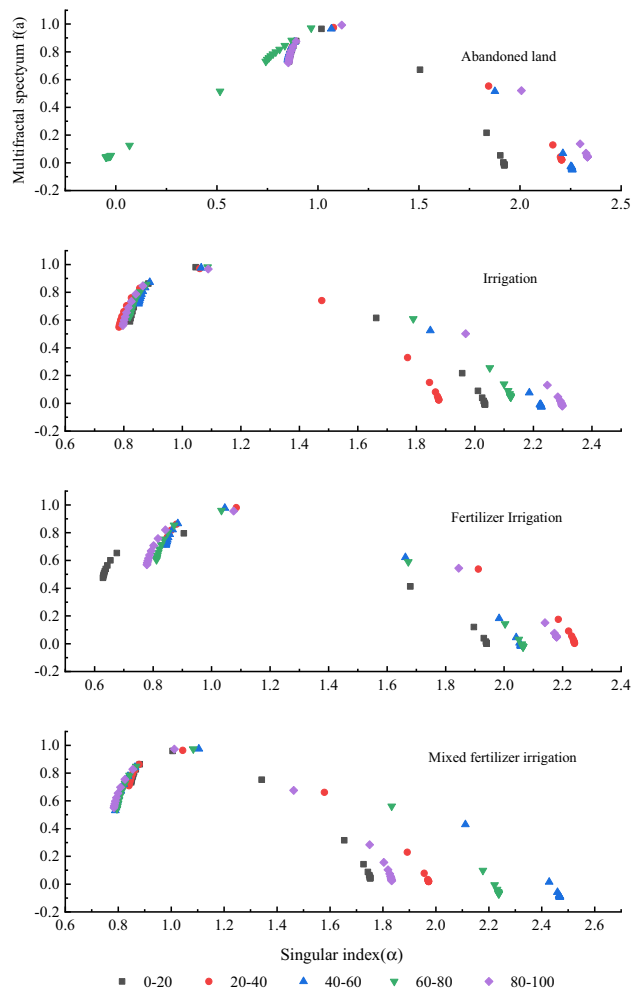 Multifractal spectyum f(a)
1.0
0.8
0.6
0.4
0.2
0.0
-0.2
Abandoned land
0.0 0.5 1.0 1.5 2.0 2.5
1.0
0.8
0.6
0.4
0.2
0.0
-0.2
Irrigation
0.6 0.8 1.0 1.2 1.4 1.6 1.8 2.0 2.2 2.4
1.0
0.8
0.6
0.4
0.2
0.0
-0.2
Fertilizer Irrigation
0.6 0.8 1.0 1.2 1.4 1.6 1.8 2.0 2.2 2.4
1.0
0.8
0.6
0.4
0.2
0.0
-0.2
Mixed fertilizer irrigation
0.6 0.8 1.0 1.2 1.4 1.6 1.8 2.0 2.2 2.4 2.6
Singular index(α)
0-20 20-40 40-60 60-80 80-100